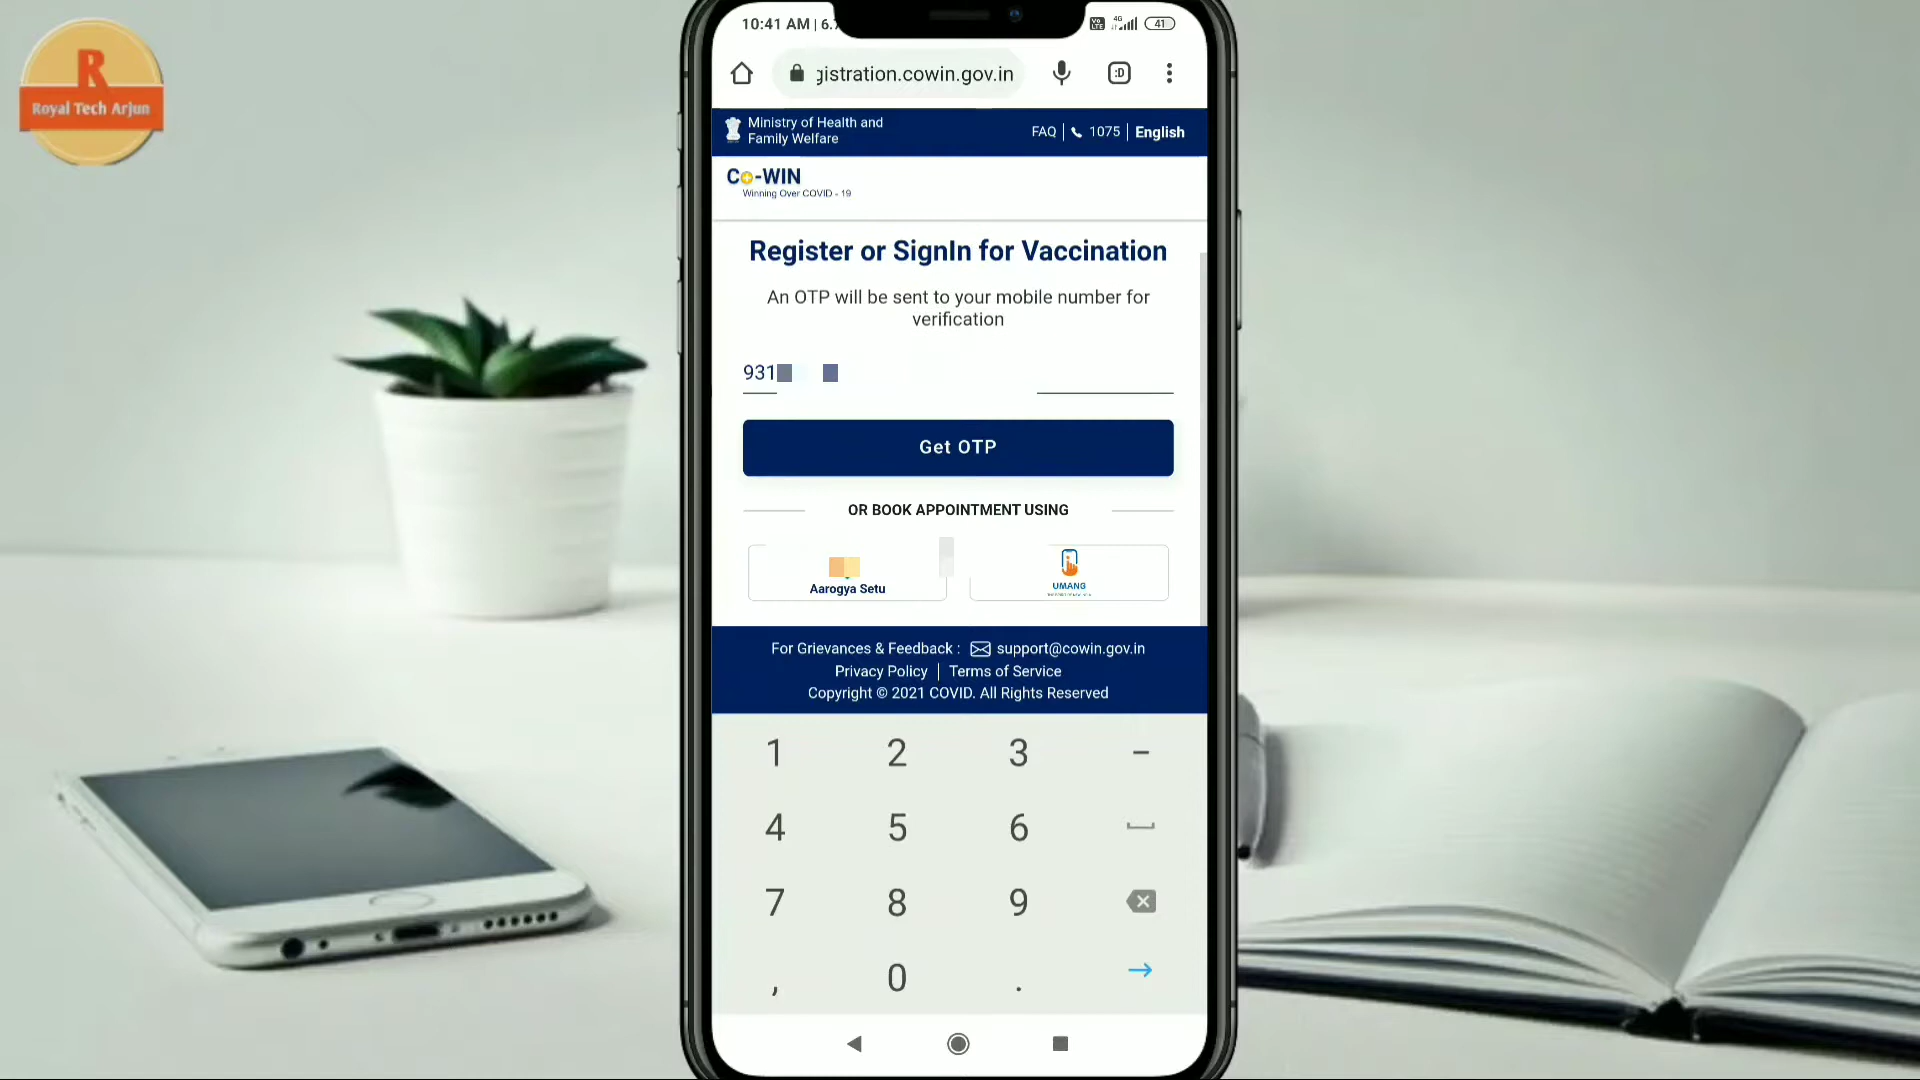 R
Royal Tech Arjun
10:41 AM | 6.7
4G
41
gistration.cowin.gov.in
:D
Ministry of Health and
Family Welfare
FAQ
1075
English
Co-WIN
Winning Over COVID - 19
Register or SignIn for Vaccination
An OTP will be sent to your mobile number for
verification
931
Get OTP
OR BOOK APPOINTMENT USING
Aarogya Setu
UMANG
For Grievances & Feedback : support@cowin.gov.in
Privacy Policy | Terms of Service
Copyright © 2021 COVID. All Rights Reserved
1 2 3 –
4 5 6
7 8 9
, 0 .